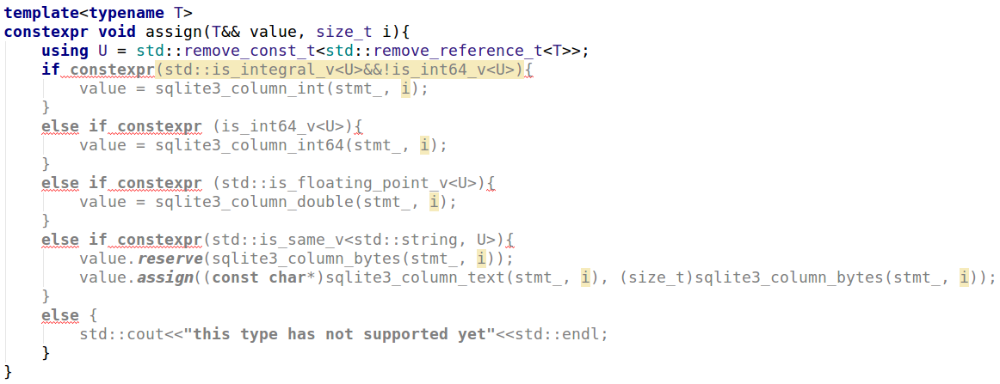 template<typename T>
constexpr void assign(T&& value, size_t i){
    using U = std::remove_const_t<std::remove_reference_t<T>>;
    if constexpr(std::is_integral_v<U>&&!is_int64_v<U>){
        value = sqlite3_column_int(stmt_, i);
    }
    else if constexpr (is_int64_v<U>){
        value = sqlite3_column_int64(stmt_, i);
    }
    else if constexpr (std::is_floating_point_v<U>){
        value = sqlite3_column_double(stmt_, i);
    }
    else if constexpr(std::is_same_v<std::string, U>){
        value.reserve(sqlite3_column_bytes(stmt_, i));
        value.assign((const char*)sqlite3_column_text(stmt_, i), (size_t)sqlite3_column_bytes(stmt_, i));
    }
    else {
        std::cout<<"this type has not supported yet"<<std::endl;
    }
}